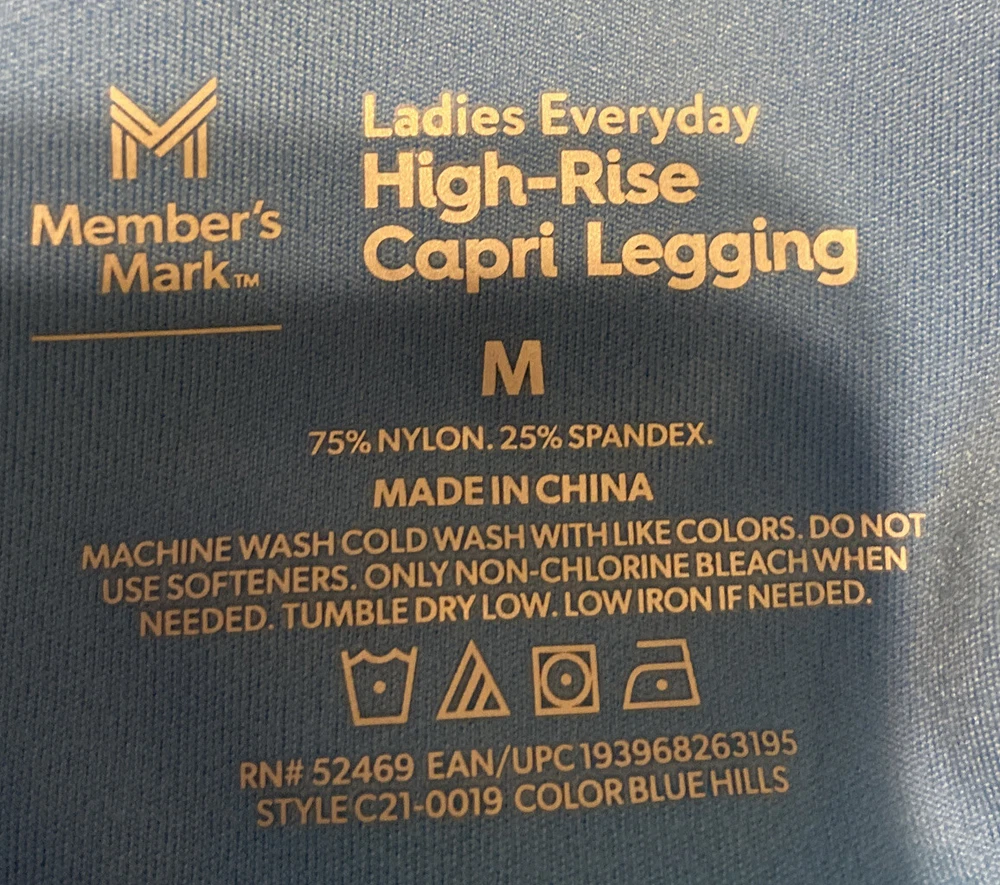 Member's
Mark™
Ladies Everyday
High-Rise
Capri Legging
M
75% NYLON. 25% SPANDEX.
MADE IN CHINA
MACHINE WASH COLD WASH WITH LIKE COLORS. DO NOT
USE SOFTENERS. ONLY NON-CHLORINE BLEACH WHEN
NEEDED. TUMBLE DRY LOW. LOW IRON IF NEEDED.
RN# 52469 EAN/UPC 193968263195
STYLE C21-0019 COLOR BLUE HILLS